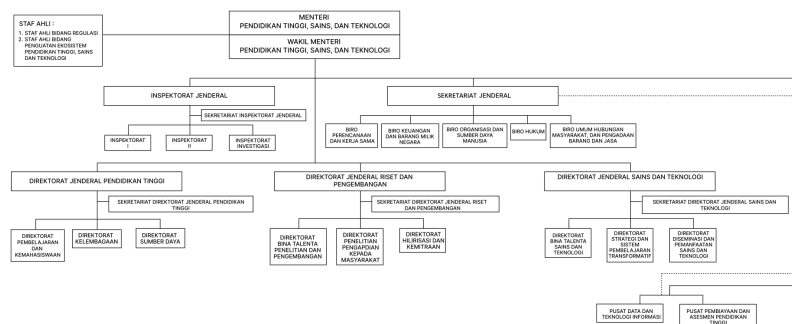 STAF AHLI :
1. STAF AHLI BIDANG REGULASI
2. STAF AHLI BIDANG
PENGUATAN EKOSISTEM
PENDIDIKAN TINGGI, SAINS
DAN TEKNOLOGI
MENTERI
PENDIDIKAN TINGGI, SAINS, DAN TEKNOLOGI
WAKIL MENTERI
PENDIDIKAN TINGGI, SAINS, DAN TEKNOLOGI
INSPEKTORAT JENDERAL
SEKRETARIAT INSPEKTORAT JENDERAL
INSPEKTORAT
I
INSPEKTORAT
II
INSPEKTORAT
INVESTIGASI
SEKRETARIAT JENDERAL
BIRO
PERENCANAAN
DAN KERJA SAMA
BIRO KEUANGAN
DAN BARANG MILIK
NEGARA
BIRO ORGANISASI DAN
SUMBER DAYA
MANUSIA
BIRO HUKUM
BIRO UMUM HUBUNGAN
MASYARAKAT, DAN PENGADAAN
BARANG DAN JASA
DIREKTORAT JENDERAL PENDIDIKAN TINGGI
SEKRETARIAT DIREKTORAT JENDERAL PENDIDIKAN
TINGGI
DIREKTORAT
PEMBELAJARAN
DAN
KEMAHASISWAAN
DIREKTORAT
KELEMBAGAAN
DIREKTORAT
SUMBER DAYA
DIREKTORAT JENDERAL RISET DAN
PENGEMBANGAN
SEKRETARIAT DIREKTORAT JENDERAL RISET
DAN PENGEMBANGAN
DIREKTORAT
BINA TALENTA
PENELITIAN DAN
PENGEMBANGAN
DIREKTORAT
PENELITIAN
PENGAPDIAN
KEPADA
MASYARAKAT
DIREKTORAT
HILIRISASI DAN
KEMITRAAN
DIREKTORAT JENDERAL SAINS DAN TEKNOLOGI
SEKRETARIAT DIREKTORAT JENDERAL SAINS DAN
TEKNOLOGI
DIREKTORAT
BINA TALENTA
SAINS DAN
TEKNOLOGI
DIREKTORAT
STRATEGI DAN
SISTEM
PEMBELAJARAN
TRANSFORMATIF
DIREKTORAT
DISEMINASI DAN
PEMANFAATAN
SAINS DAN
TEKNOLOGI
PUSAT DATA DAN
TEKNOLOGI INFORMASI
PUSAT PEMBIAYAAN DAN
ASESMEN PENDIDIKAN
TINGGI